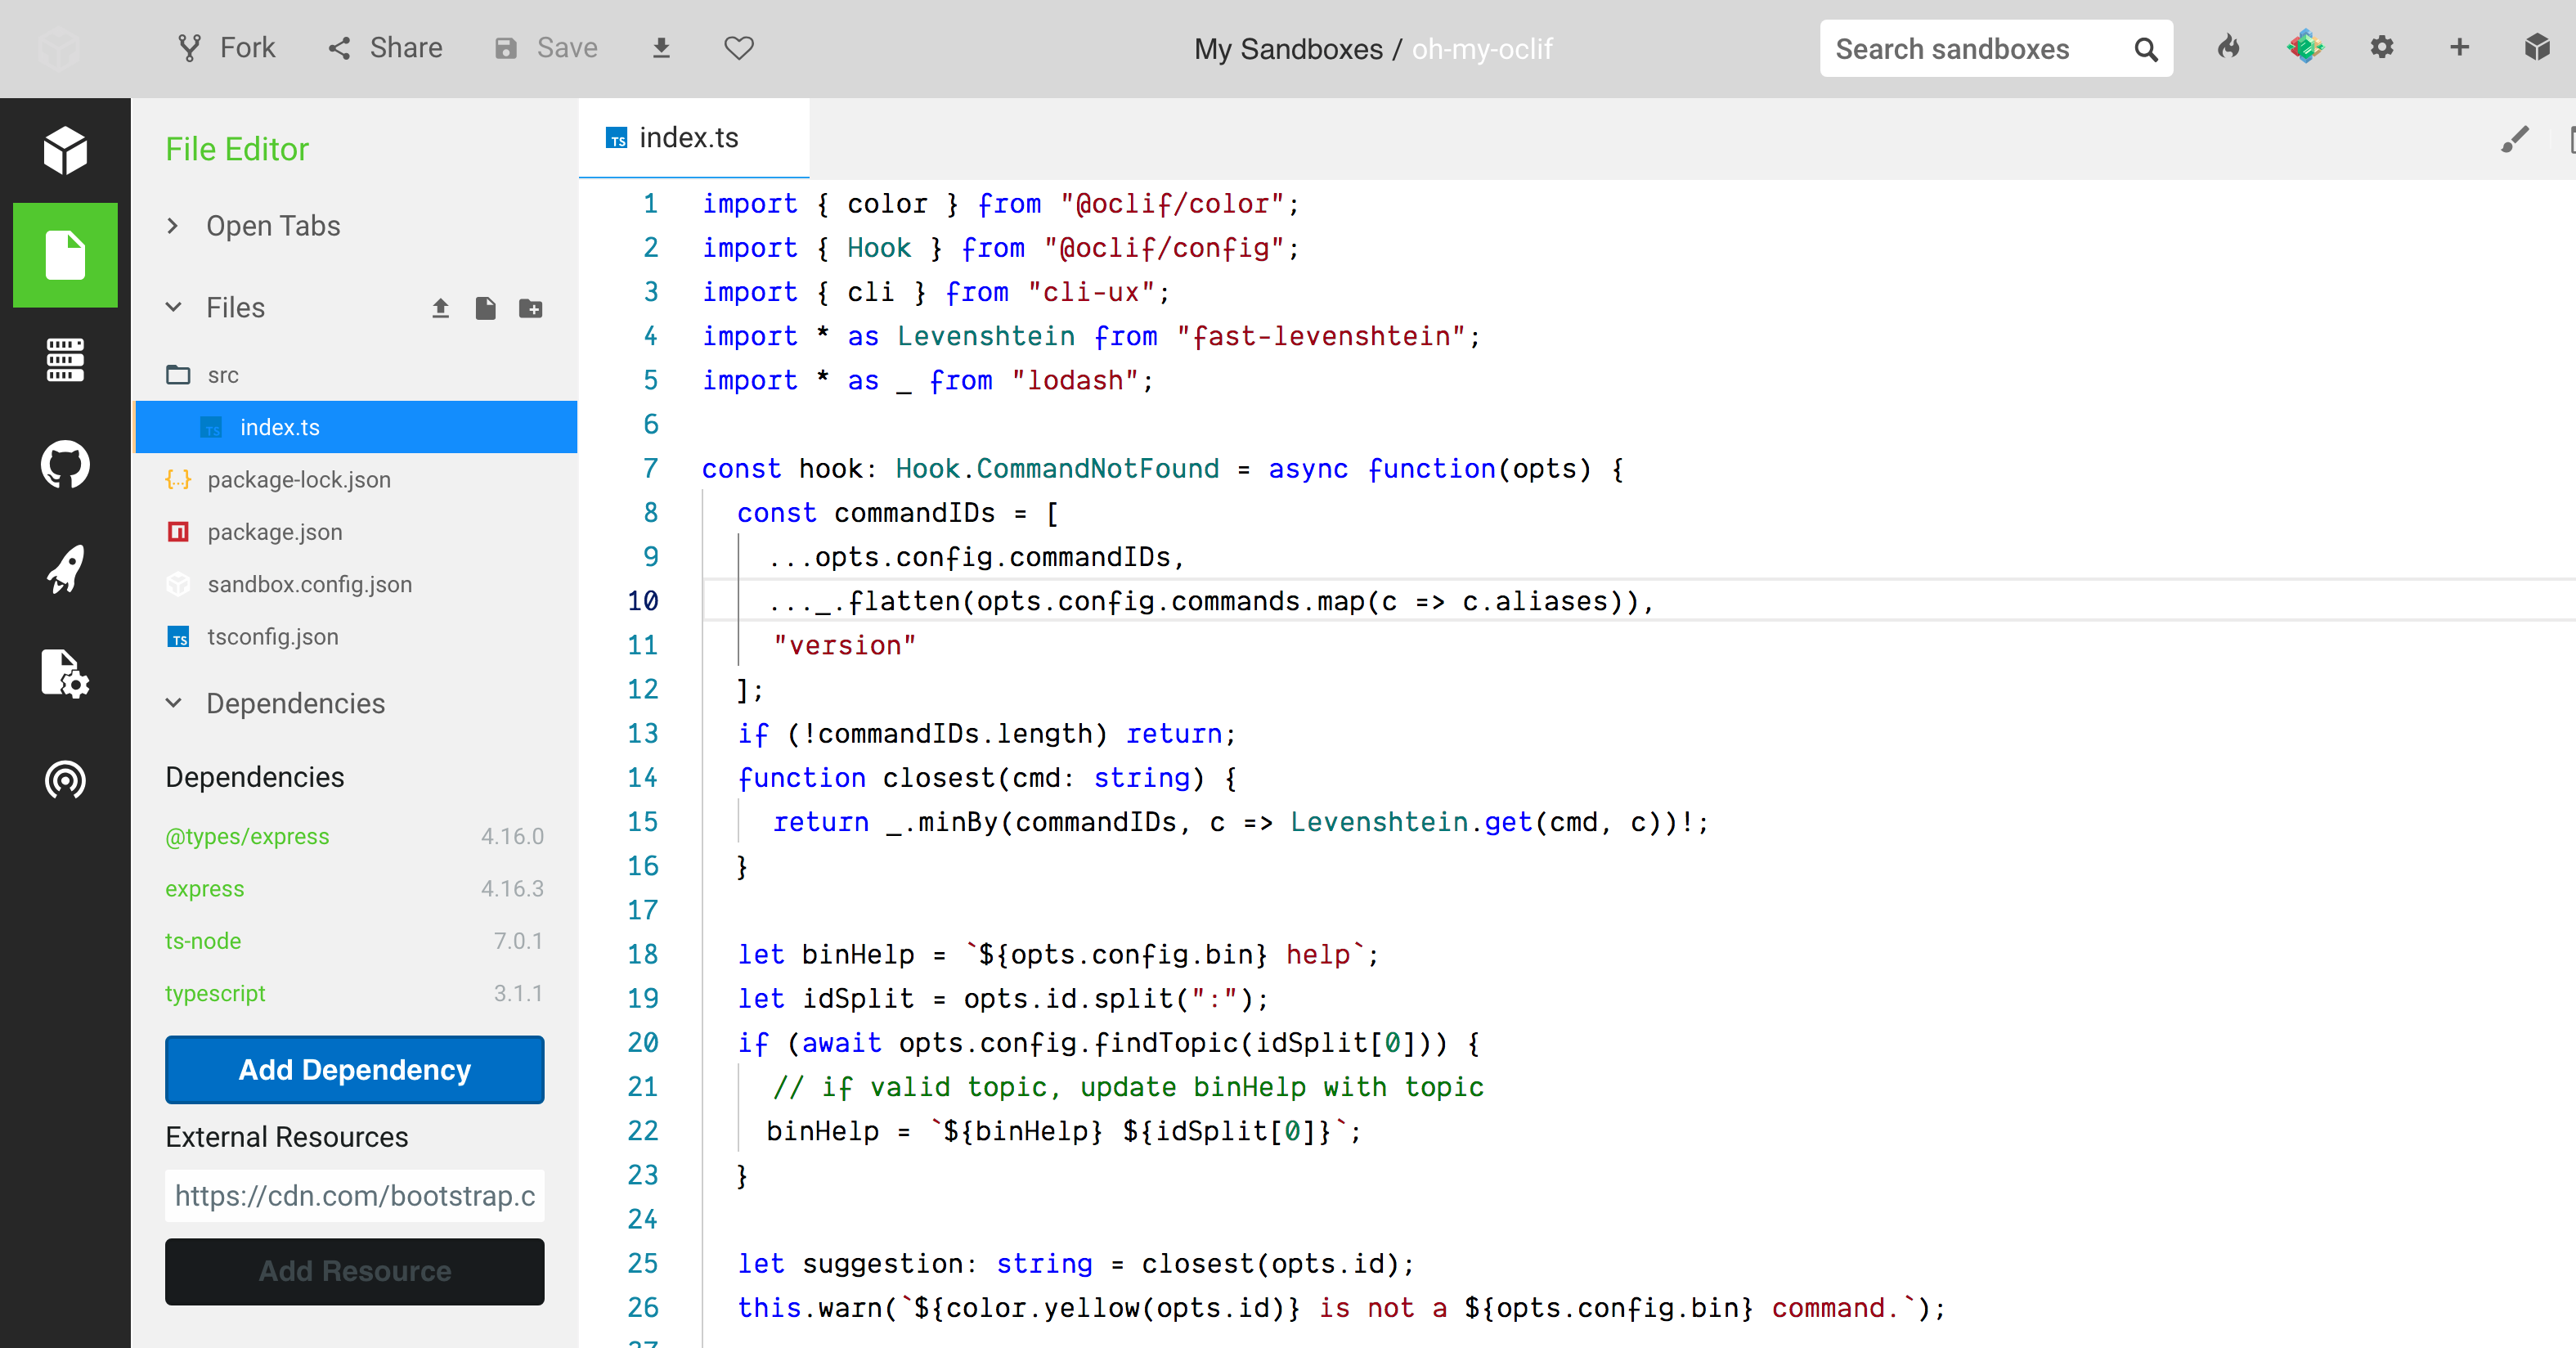 Fork Share Save
My Sandboxes / oh-my-oclif
Search sandboxes
File Editor
Open Tabs
Files
src
index.ts
package-lock.json
package.json
sandbox.config.json
tsconfig.json
Dependencies
Dependencies
@types/express 4.16.0
express 4.16.3
ts-node 7.0.1
typescript 3.1.1
Add Dependency
External Resources
https://cdn.com/bootstrap.c
Add Resource
index.ts
1 import { color } from "@oclif/color";
2 import { Hook } from "@oclif/config";
3 import { cli } from "cli-ux";
4 import * as Levenshtein from "fast-levenshtein";
5 import * as _ from "lodash";
6
7 const hook: Hook.CommandNotFound = async function(opts) {
8 const commandIDs = [
9 ...opts.config.commandIDs,
10 ..._.flatten(opts.config.commands.map(c => c.aliases)),
11 "version"
12 ];
13 if (!commandIDs.length) return;
14 function closest(cmd: string) {
15 return _.minBy(commandIDs, c => Levenshtein.get(cmd, c))!;
16 }
17
18 let binHelp = `${opts.config.bin} help`;
19 let idSplit = opts.id.split(":");
20 if (await opts.config.findTopic(idSplit[0])) {
21 // if valid topic, update binHelp with topic
22 binHelp = `${binHelp} ${idSplit[0]}`;
23 }
24
25 let suggestion: string = closest(opts.id);
26 this.warn(`${color.yellow(opts.id)} is not a ${opts.config.bin} command.`);
27